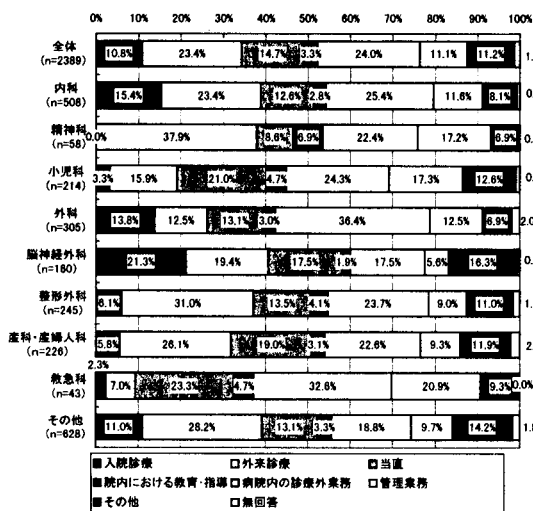 0% 10% 20% 30% 40% 50% 60% 70% 80% 90% 100%
全体 (n=2389) 10.8% 23.4% 14.7% 3.3% 24.0% 11.1% 11.2% 1.
内科 (n=508) 15.4% 23.4% 12.6% 2.8% 25.4% 11.6% 8.1% 0.
精神科 (n=58) 0.0% 37.9% 8.6% 6.9% 22.4% 17.2% 6.9% 0.
小児科 (n=214) 3.3% 15.9% 21.0% 4.7% 24.3% 17.3% 12.6% 0.
外科 (n=305) 13.8% 12.5% 13.1% 3.0% 36.4% 12.5% 6.9% 2.0
脳神経外科 (n=160) 21.3% 19.4% 17.5% 1.9% 17.5% 5.6% 16.3% 0.
整形外科 (n=245) 6.1% 31.0% 13.5% 4.1% 23.7% 9.0% 11.0% 1.
産科・産婦人科 (n=226) 5.8% 26.1% 19.0% 3.1% 22.6% 9.3% 11.9% 2.
救急科 (n=43) 2.3% 7.0% 23.3% 4.7% 32.6% 20.9% 9.3% 0.0%
その他 (n=628) 11.0% 28.2% 13.1% 3.3% 18.8% 9.7% 14.2% 1.8
入院診療 外来診療 当直
院内における教育・指導 病院内の診療外業務 管理業務
その他 無回答